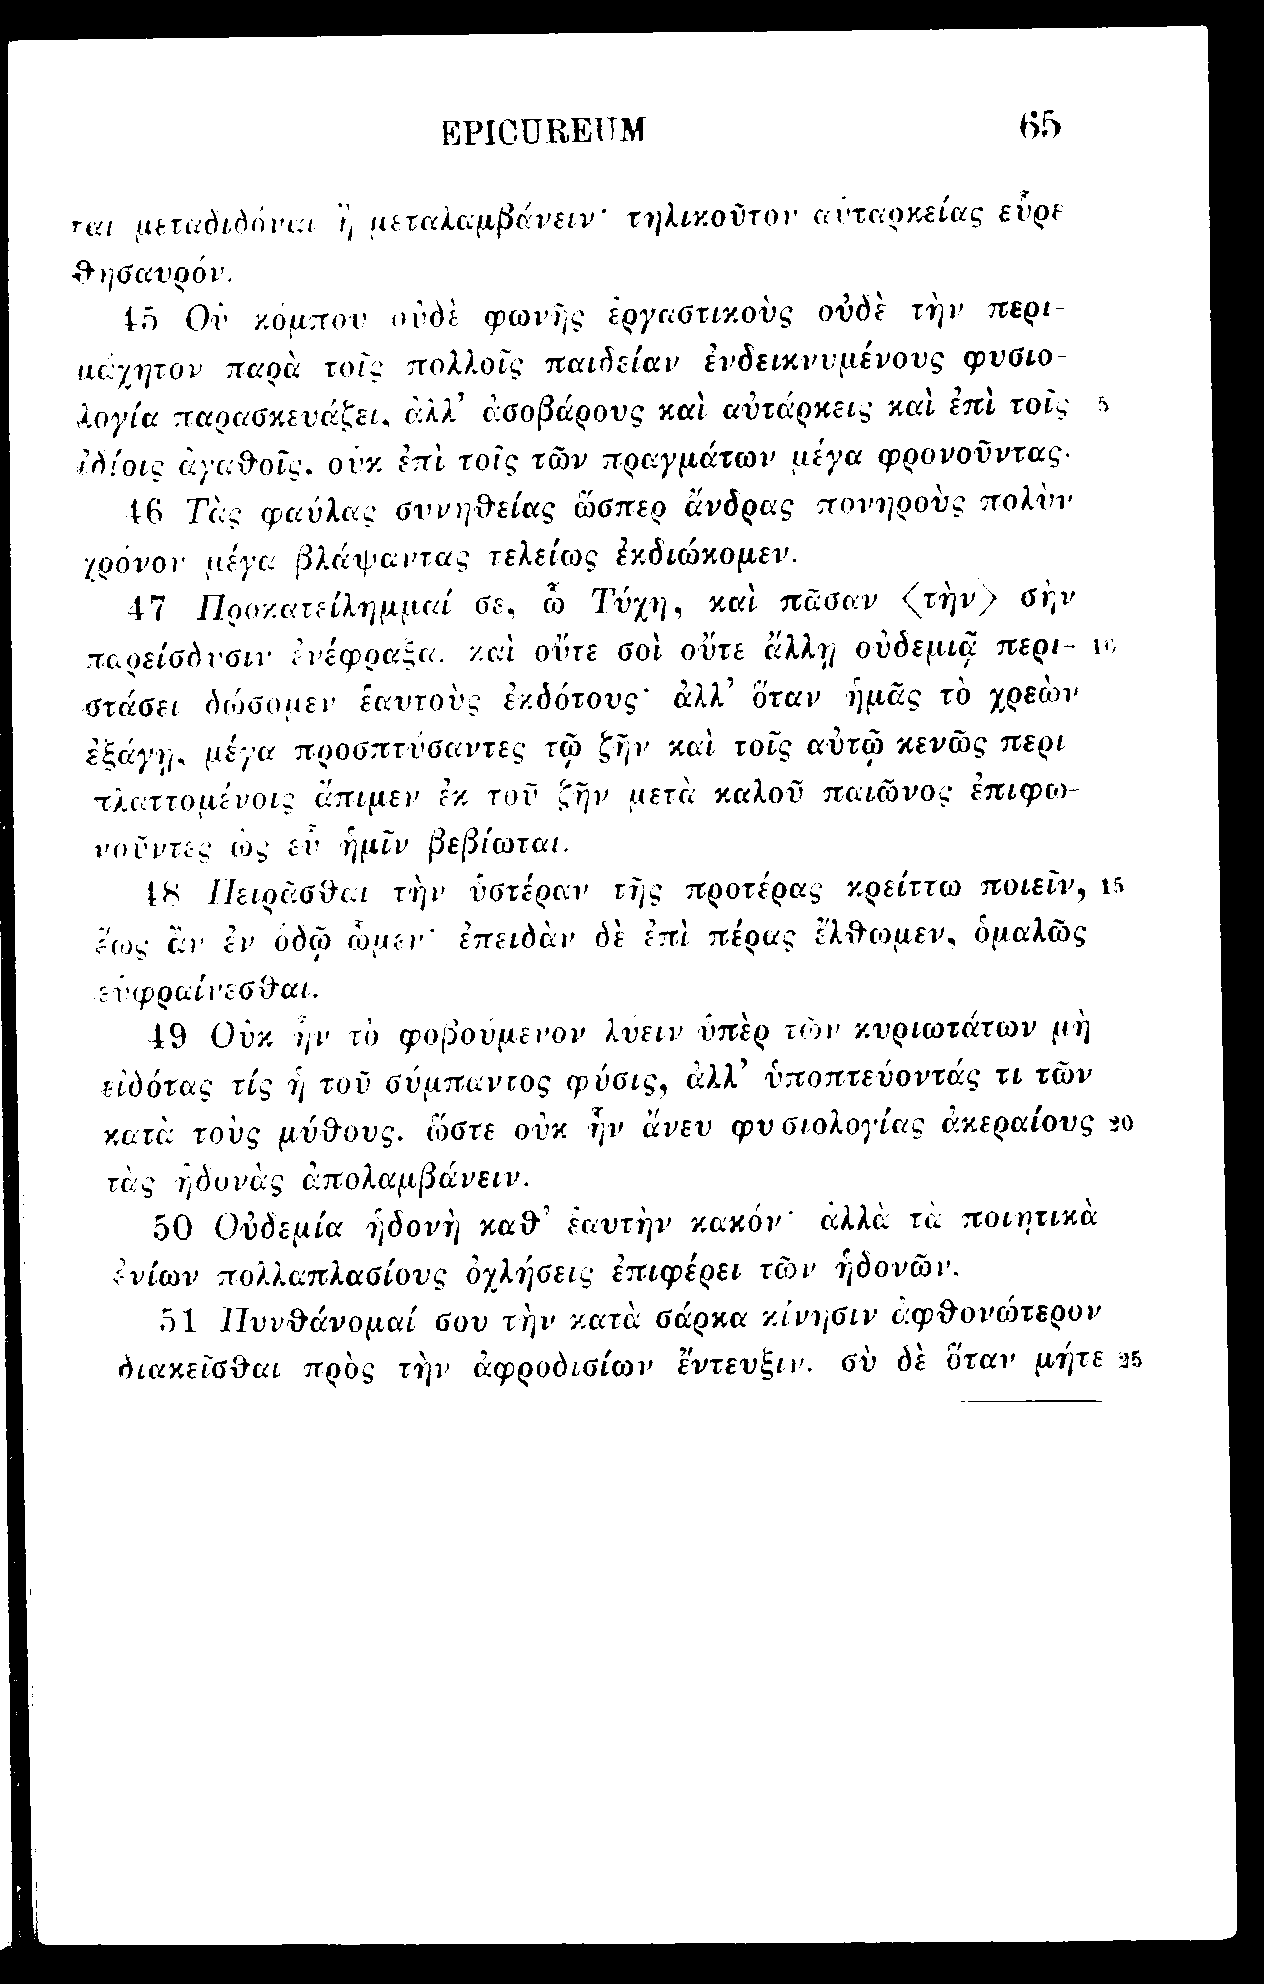 EPICUREUM 65
ται μεταδιδόναι ἢ μεταλαμβάνειν· τηλικοῦτον αὐταρκείας εὗρε
θησαυρόν.
45 Οὐ κόμπου οὐδὲ φωνῆς ἐργαστικοὺς οὐδὲ τὴν περι-
μάχητον παρὰ τοῖς πολλοῖς παιδείαν ἐνδεικνυμένους φυσιο-
λογία παρασκευάζει, ἀλλ’ ἀσοβάρους καὶ αὐτάρκεις καὶ ἐπὶ τοῖς 5
ἰδίοις ἀγαθοῖς, οὐκ ἐπὶ τοῖς τῶν πραγμάτων μέγα φρονοῦντας.
46 Τὰς φαύλας συνηθείας ὥσπερ ἄνδρας πονηροὺς πολὺν
χρόνον μέγα βλάψαντας τελείως ἐκδιώκομεν.
47 Προκατείλημμαί σε, ὦ Τύχη, καὶ πᾶσαν 〈τὴν〉 σὴν
παρείσδυσιν ἐνέφραξα. καὶ οὔτε σοὶ οὔτε ἄλλῃ οὐδεμιᾷ περι- 10
στάσει δώσομεν ἑαυτοὺς ἐκδότους· ἀλλ’ ὅταν ἡμᾶς τὸ χρεὼν
ἐξάγῃ, μέγα προσπτύσαντες τῷ ζῆν καὶ τοῖς αὐτῷ κενῶς περι
πλαττομένοις ἄπιμεν ἐκ τοῦ ζῆν μετὰ καλοῦ παιῶνος ἐπιφω-
νοῦντες ὡς εὖ ἡμῖν βεβίωται.
48 Πειρᾶσθαι τὴν ὑστέραν τῆς προτέρας κρείττω ποιεῖν, 15
ἕως ἂν ἐν ὁδῷ ὦμεν· ἐπειδὰν δὲ ἐπὶ πέρας ἔλθωμεν, ὁμαλῶς
εὐφραίνεσθαι.
49 Οὐκ ἦν τὸ φοβούμενον λύειν ὑπὲρ τῶν κυριωτάτων μὴ
εἰδότας τίς ἡ τοῦ σύμπαντος φύσις, ἀλλ’ ὑποπτεύοντάς τι τῶν
κατὰ τοὺς μύθους. ὥστε οὐκ ἦν ἄνευ φυσιολογίας ἀκεραίους 20
τὰς ἡδονὰς ἀπολαμβάνειν.
50 Οὐδεμία ἡδονὴ καθ’ ἑαυτὴν κακόν· ἀλλὰ τὰ ποιητικὰ
ἐνίων πολλαπλασίους ὀχλήσεις ἐπιφέρει τῶν ἡδονῶν.
51 Πυνθάνομαί σου τὴν κατὰ σάρκα κίνησιν ἀφθονώτερον
διακεῖσθαι πρὸς τὴν ἀφροδισίων ἔντευξιν. σὺ δὲ ὅταν μήτε 25